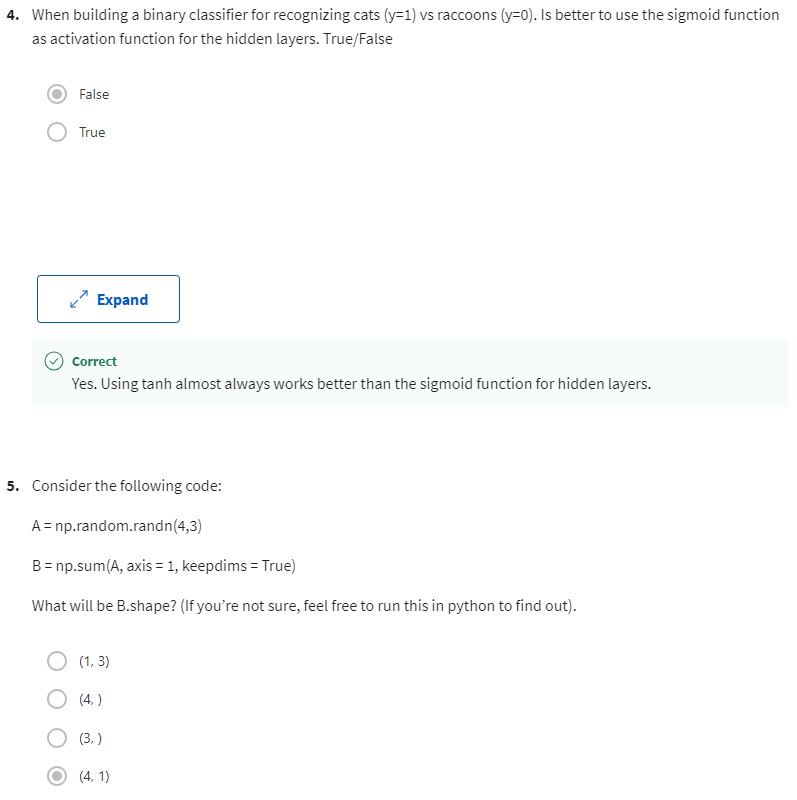 4. When building a binary classifier for recognizing cats (y=1) vs raccoons (y=0). Is better to use the sigmoid function
as activation function for the hidden layers. True/False
False
True
Expand
Correct
Yes. Using tanh almost always works better than the sigmoid function for hidden layers.
5. Consider the following code:
A = np.random.randn(4,3)
B = np.sum(A, axis = 1, keepdims = True)
What will be B.shape? (If you're not sure, feel free to run this in python to find out).
(1, 3)
(4, )
(3, )
(4, 1)